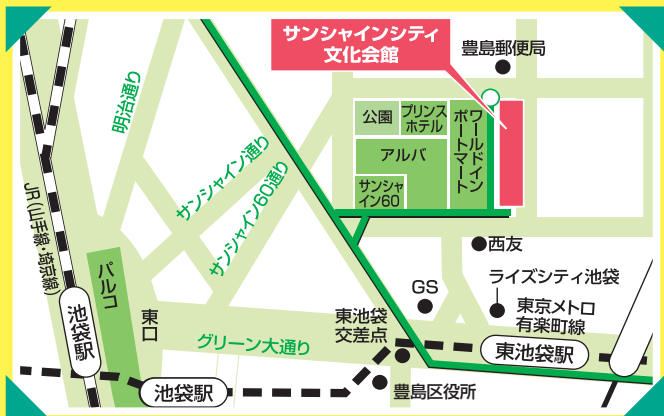 サンシャインシティ
文化会館
豊島郵便局
明治通り
公園
プリンス
ホテル
ワールドイン
ポートマート
アルパ
サンシャ
イン60
サンシャイン通り
サンシャイン60通り
JR(山手線・埼京線)
西友
パルコ
東口
GS
ライズシティ池袋
東京メトロ
有楽町線
池袋駅
東池袋
交差点
グリーン大通り
東池袋駅
池袋駅
豊島区役所